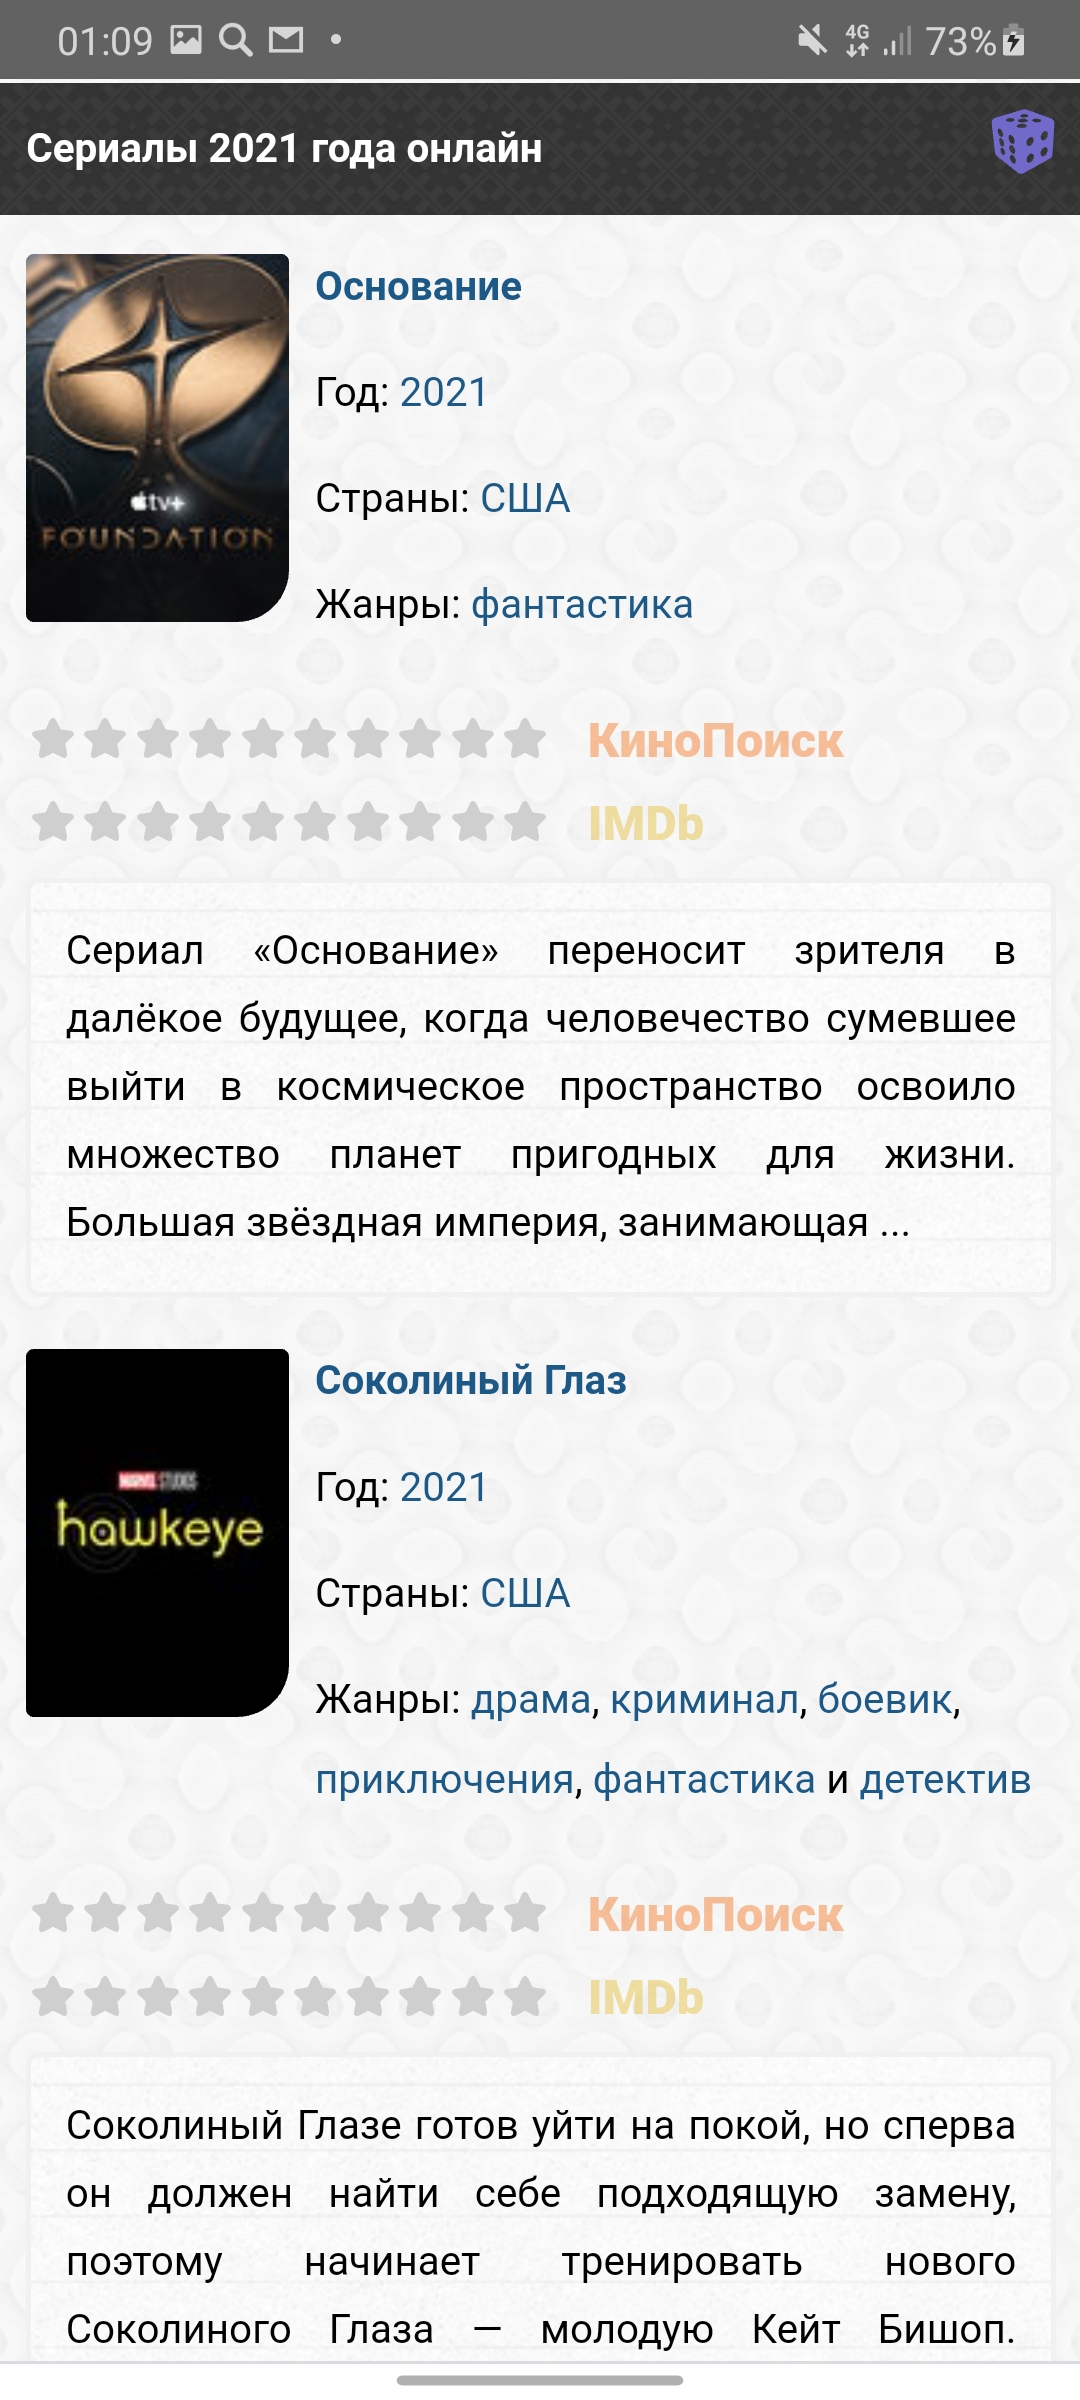 01:09
4G
73%
Сериалы 2021 года онлайн
tv+
FOUNDATION
Основание
Год: 2021
Страны: США
Жанры: фантастика
КиноПоиск
IMDb
Сериал «Основание» переносит зрителя в
далёкое будущее, когда человечество сумевшее
выйти в космическое пространство освоило
множество планет пригодных для жизни.
Большая звёздная империя, занимающая ...
MARVEL STUDIOS
hawkeye
Соколиный Глаз
Год: 2021
Страны: США
Жанры: драма, криминал, боевик,
приключения, фантастика и детектив
КиноПоиск
IMDb
Соколиный Глазе готов уйти на покой, но сперва
он должен найти себе подходящую замену,
поэтому начинает тренировать нового
Соколиного Глаза — молодую Кейт Бишоп.